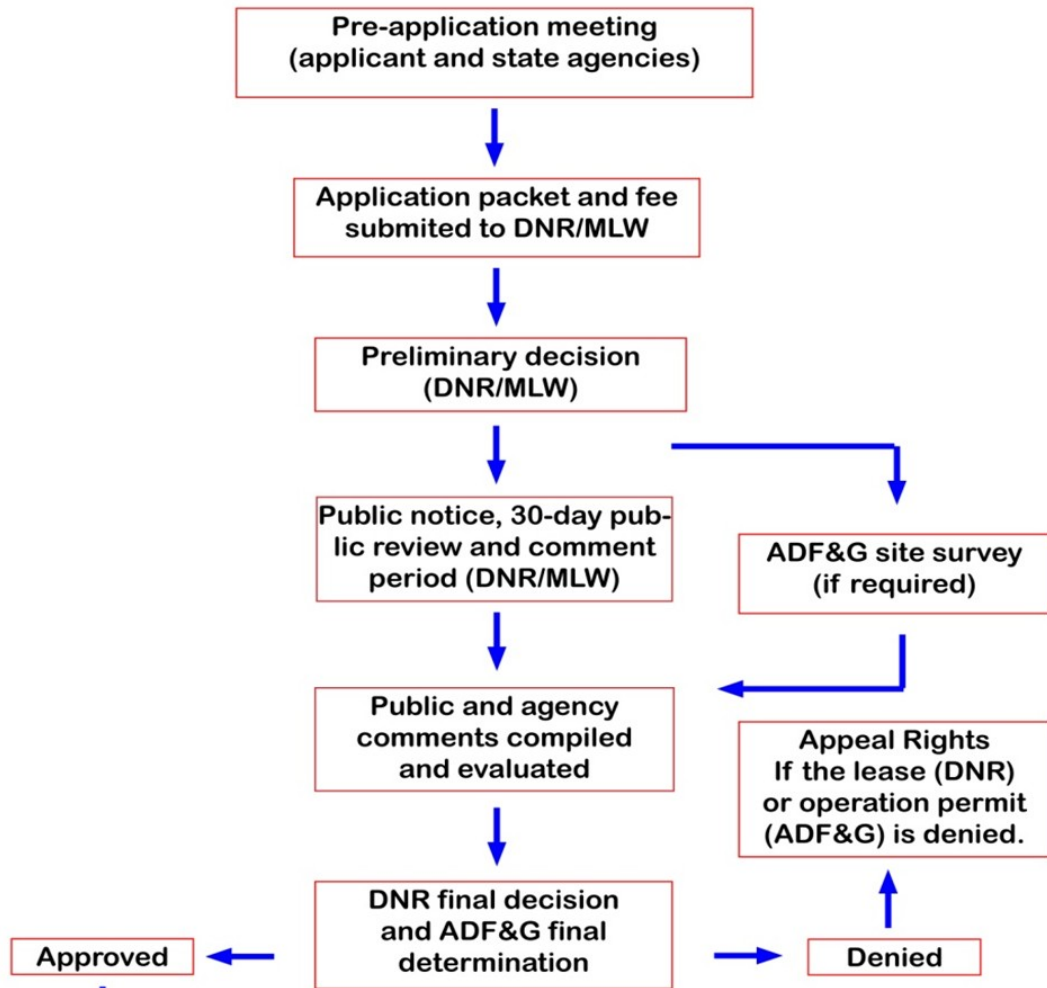 Pre-application meeting
(applicant and state agencies)
Application packet and fee
submited to DNR/MLW
Preliminary decision
(DNR/MLW)
Public notice, 30-day pub-
lic review and comment
period (DNR/MLW)
ADF&G site survey
(if required)
Public and agency
comments compiled
and evaluated
Appeal Rights
If the lease (DNR)
or operation permit
(ADF&G) is denied.
DNR final decision
and ADF&G final
determination
Approved
Denied